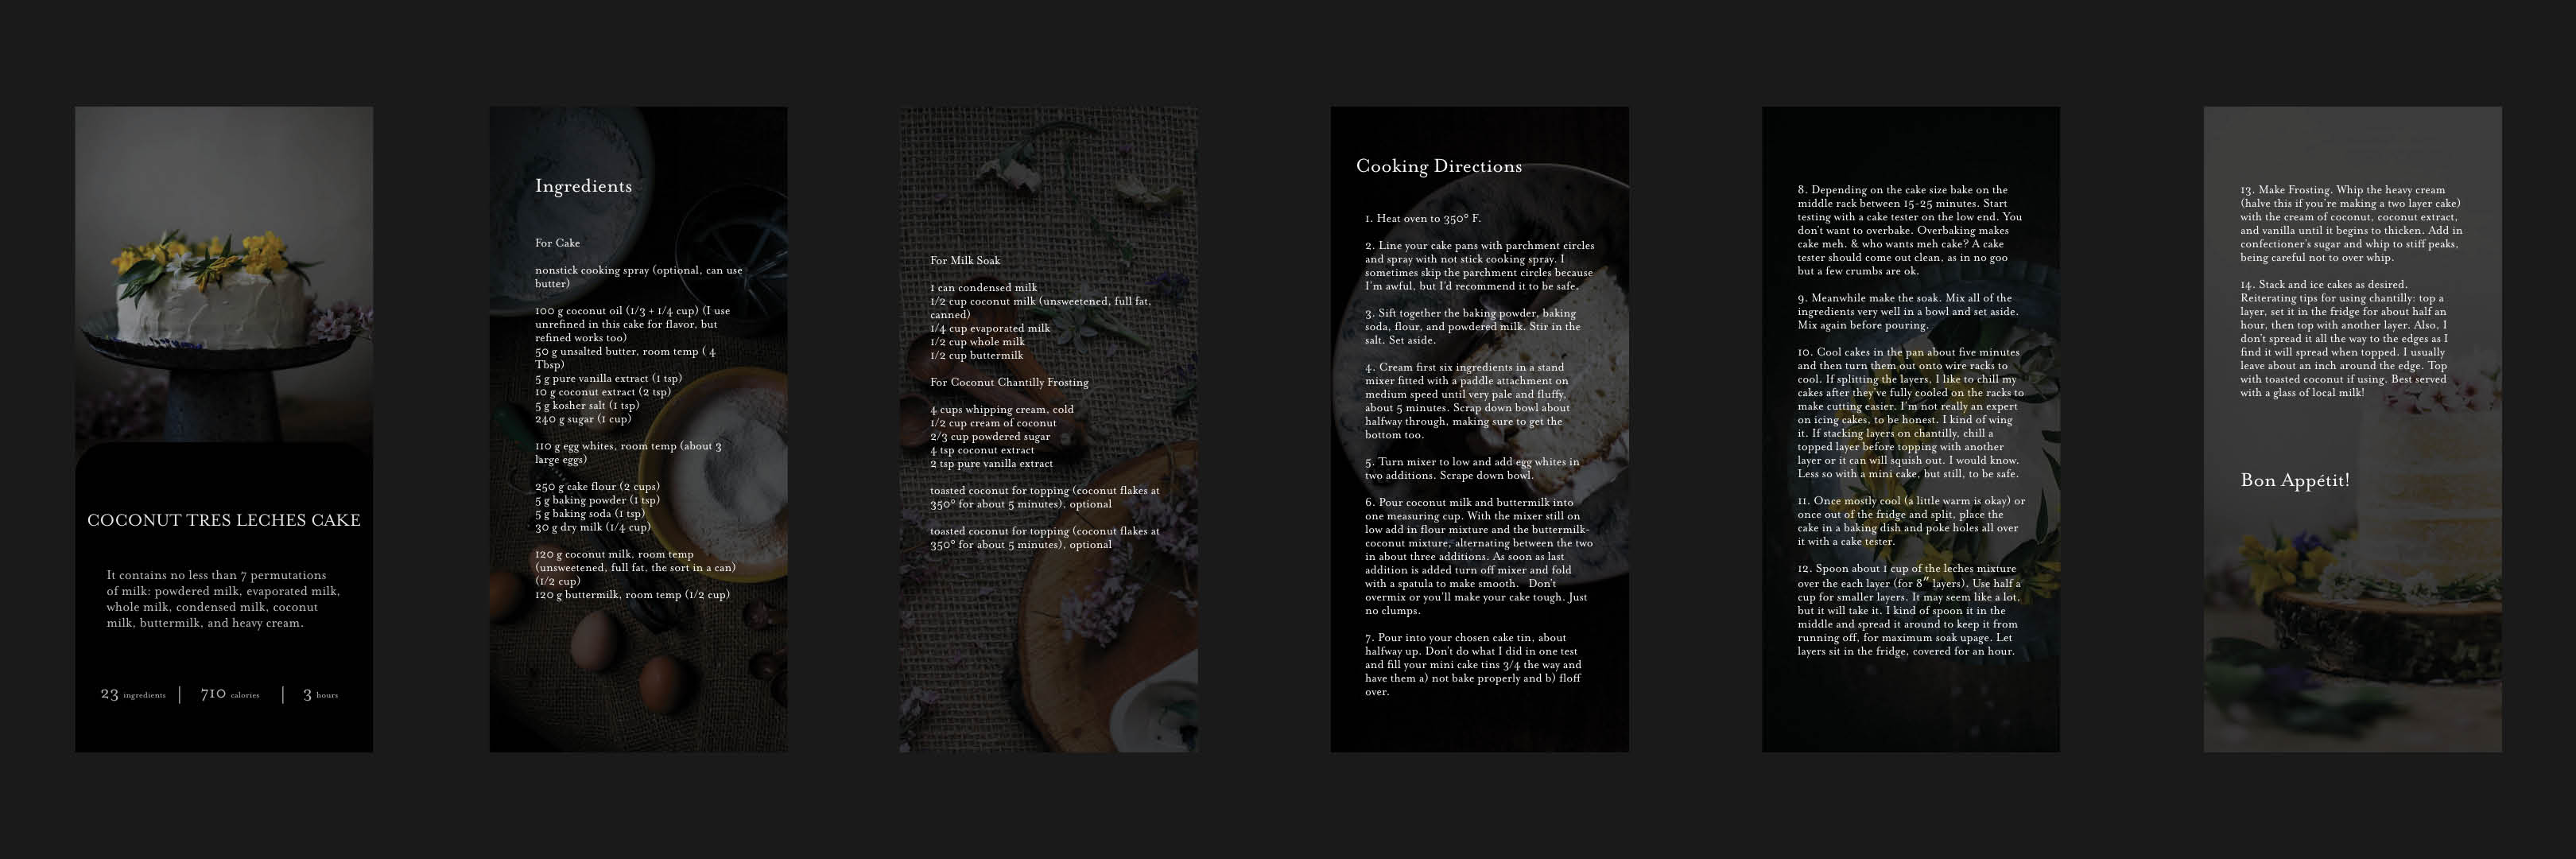 COCONUT TRES LECHES CAKE
It contains no less than 7 permutations
of milk: powdered milk, evaporated milk,
whole milk, condensed milk, coconut
milk, buttermilk, and heavy cream.
23 ingredients | 710 calories | 3 hours
Ingredients
For Cake
nonstick cooking spray (optional, can use
butter)
100 g coconut oil (1/3 + 1/4 cup) (I use
unrefined in this cake for flavor, but
refined works too)
50 g unsalted butter, room temp ( 4
Tbsp)
5 g pure vanilla extract (1 tsp)
10 g coconut extract (2 tsp)
5 g kosher salt (1 tsp)
240 g sugar (1 cup)
110 g egg whites, room temp (about 3
large eggs)
250 g cake flour (2 cups)
5 g baking powder (1 tsp)
5 g baking soda (1 tsp)
30 g dry milk (1/4 cup)
120 g coconut milk, room temp
(unsweetened, full fat, the sort in a can)
(1/2 cup)
120 g buttermilk, room temp (1/2 cup)
For Milk Soak
1 can condensed milk
1/2 cup coconut milk (unsweetened, full fat,
canned)
1/4 cup evaporated milk
1/2 cup whole milk
1/2 cup buttermilk
For Coconut Chantilly Frosting
4 cups whipping cream, cold
1/2 cup cream of coconut
2/3 cup powdered sugar
4 tsp coconut extract
2 tsp pure vanilla extract
toasted coconut for topping (coconut flakes at
350° for about 5 minutes), optional
toasted coconut for topping (coconut flakes at
350° for about 5 minutes), optional
Cooking Directions
1. Heat oven to 350° F.
2. Line your cake pans with parchment circles
and spray with not stick cooking spray. I
sometimes skip the parchment circles because
I'm awful, but I'd recommend it to be safe.
3. Sift together the baking powder, baking
soda, flour, and powdered milk. Stir in the
salt. Set aside.
4. Cream first six ingredients in a stand
mixer fitted with a paddle attachment on
medium speed until very pale and fluffy,
about 5 minutes. Scrap down bowl about
halfway through, making sure to get the
bottom too.
5. Turn mixer to low and add egg whites in
two additions. Scrape down bowl.
6. Pour coconut milk and buttermilk into
one measuring cup. With the mixer still on
low add in flour mixture and the buttermilk-
coconut mixture, alternating between the two
in about three additions. As soon as last
addition is added turn off mixer and fold
with a spatula to make smooth. Don't
overmix or you'll make your cake tough. Just
no clumps.
7. Pour into your chosen cake tin, about
halfway up. Don't do what I did in one test
and fill your mini cake tins 3/4 the way and
have them a) not bake properly and b) floff
over.
8. Depending on the cake size bake on the
middle rack between 15-25 minutes. Start
testing with a cake tester on the low end. You
don't want to overbake. Overbaking makes
cake meh. & who wants meh cake? A cake
tester should come out clean, as in no goo
but a few crumbs are ok.
9. Meanwhile make the soak. Mix all of the
ingredients very well in a bowl and set aside.
Mix again before pouring.
10. Cool cakes in the pan about five minutes
and then turn them out onto wire racks to
cool. If splitting the layers, I like to chill my
cakes after they've fully cooled on the racks to
make cutting easier. I'm not really an expert
on icing cakes, to be honest. I kind of wing
it. If stacking layers on chantilly, chill a
topped layer before topping with another
layer or it can will squish out. I would know.
Less so with a mini cake, but still, to be safe.
11. Once mostly cool (a little warm is okay) or
once out of the fridge and split, place the
cake in a baking dish and poke holes all over
it with a cake tester.
12. Spoon about 1 cup of the leches mixture
over the each layer (for 8″ layers). Use half a
cup for smaller layers. It may seem like a lot,
but it will take it. I kind of spoon it in the
middle and spread it around to keep it from
running off, for maximum soak upage. Let
layers sit in the fridge, covered for an hour.
13. Make Frosting. Whip the heavy cream
(halve this if you're making a two layer cake)
with the cream of coconut, coconut extract,
and vanilla until it begins to thicken. Add in
confectioner's sugar and whip to stiff peaks,
being careful not to over whip.
14. Stack and ice cakes as desired.
Reiterating tips for using chantilly: top a
layer, set it in the fridge for about half an
hour, then top with another layer. Also, I
don't spread it all the way to the edges as I
find it will spread when topped. I usually
leave about an inch around the edge. Top
with toasted coconut if using. Best served
with a glass of local milk!
Bon Appétit!